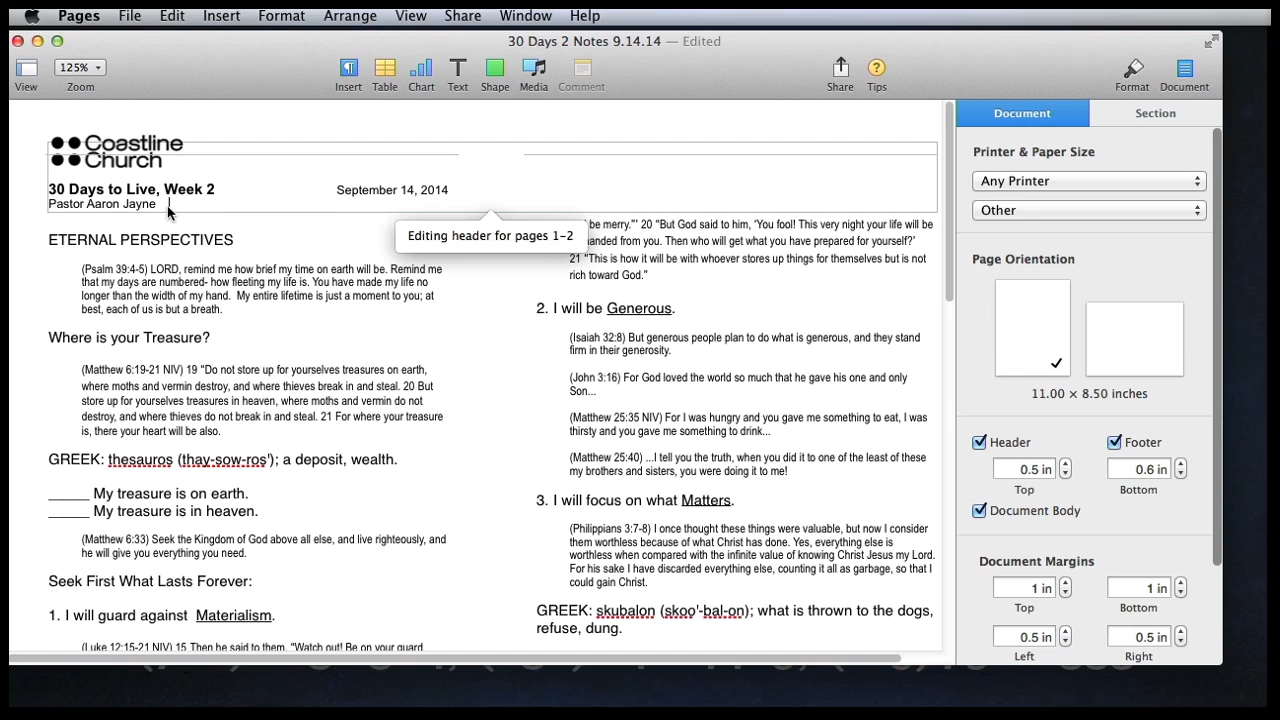 Pages File Edit Insert Format Arrange View Share Window Help
30 Days 2 Notes 9.14.14 — Edited
125%
View Zoom Insert Table Chart Text Shape Media Comment Share Tips Format Document
Coastline
Church
30 Days to Live, Week 2 September 14, 2014
Pastor Aaron Jayne
Editing header for pages 1–2
ETERNAL PERSPECTIVES
(Psalm 39:4-5) LORD, remind me how brief my time on earth will be. Remind me
that my days are numbered- how fleeting my life is. You have made my life no
longer than the width of my hand. My entire lifetime is just a moment to you; at
best, each of us is but a breath.
Where is your Treasure?
(Matthew 6:19-21 NIV) 19 “Do not store up for yourselves treasures on earth,
where moths and vermin destroy, and where thieves break in and steal. 20 But
store up for yourselves treasures in heaven, where moths and vermin do not
destroy, and where thieves do not break in and steal. 21 For where your treasure
is, there your heart will be also.
GREEK: thesauros (thay-sow-ros'); a deposit, wealth.
_____ My treasure is on earth.
_____ My treasure is in heaven.
(Matthew 6:33) Seek the Kingdom of God above all else, and live righteously, and
he will give you everything you need.
Seek First What Lasts Forever:
1. I will guard against Materialism.
(Luke 12:15-21 NIV) 15 Then he said to them, “Watch out! Be on your guard
be merry.”’ 20 “But God said to him, ‘You fool! This very night your life will be
demanded from you. Then who will get what you have prepared for yourself?’
21 “This is how it will be with whoever stores up things for themselves but is not
rich toward God.”
2. I will be Generous.
(Isaiah 32:8) But generous people plan to do what is generous, and they stand
firm in their generosity.
(John 3:16) For God loved the world so much that he gave his one and only
Son...
(Matthew 25:35 NIV) For I was hungry and you gave me something to eat, I was
thirsty and you gave me something to drink...
(Matthew 25:40) ...I tell you the truth, when you did it to one of the least of these
my brothers and sisters, you were doing it to me!
3. I will focus on what Matters.
(Philippians 3:7-8) I once thought these things were valuable, but now I consider
them worthless because of what Christ has done. Yes, everything else is
worthless when compared with the infinite value of knowing Christ Jesus my Lord.
For his sake I have discarded everything else, counting it all as garbage, so that I
could gain Christ.
GREEK: skubalon (skoo'-bal-on); what is thrown to the dogs,
refuse, dung.
Document Section
Printer & Paper Size
Any Printer
Other
Page Orientation
11.00 × 8.50 inches
Header Footer
0.5 in 0.6 in
Top Bottom
Document Body
Document Margins
1 in 1 in
Top Bottom
0.5 in 0.5 in
Left Right